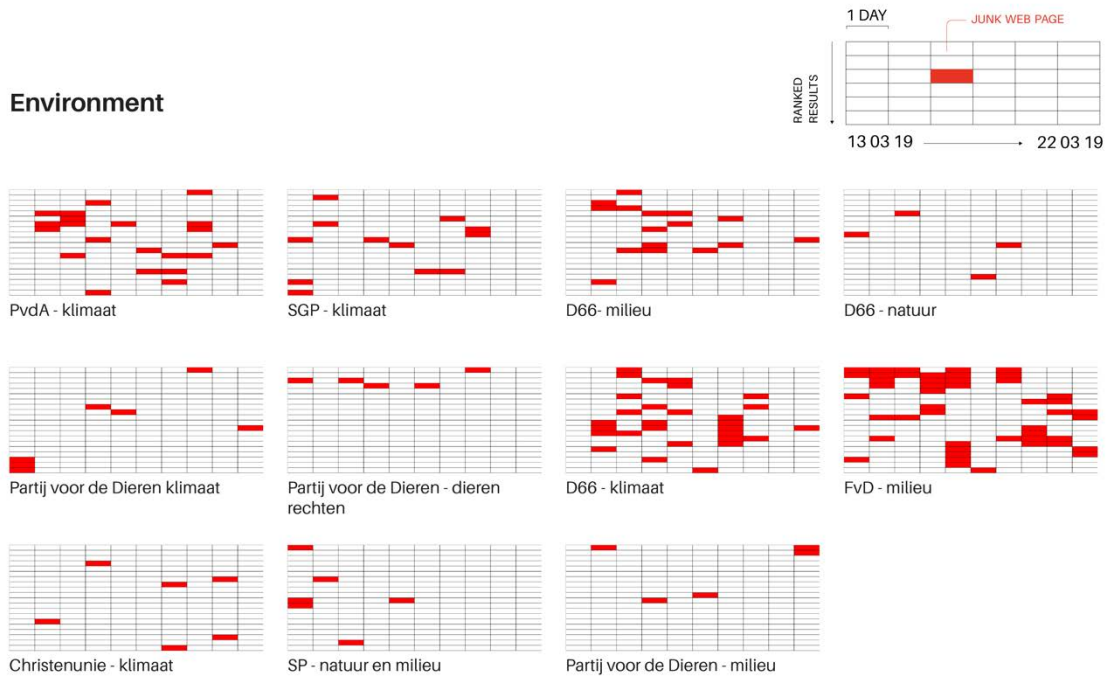 1 DAY
JUNK WEB PAGE
RANKED
RESULTS
13 03 19
22 03 19
Environment
PvdA - klimaat
SGP - klimaat
D66- milieu
D66 - natuur
Partij voor de Dieren klimaat
Partij voor de Dieren - dieren
rechten
D66 - klimaat
FvD - milieu
Christenunie - klimaat
SP - natuur en milieu
Partij voor de Dieren - milieu